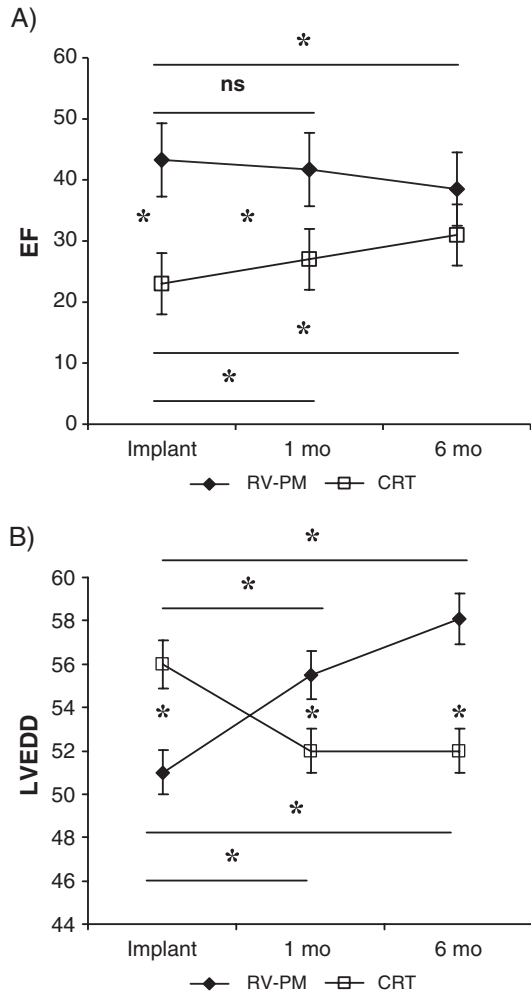 A)
*
60
ns
50
40
* *
EF
30
20
*
10
*
0
Implant 1 mo 6 mo
RV-PM CRT
B)
*
60
*
58
56
54
* * *
LVEDD
52
50
*
48
*
46
44
Implant 1 mo 6 mo
RV-PM CRT